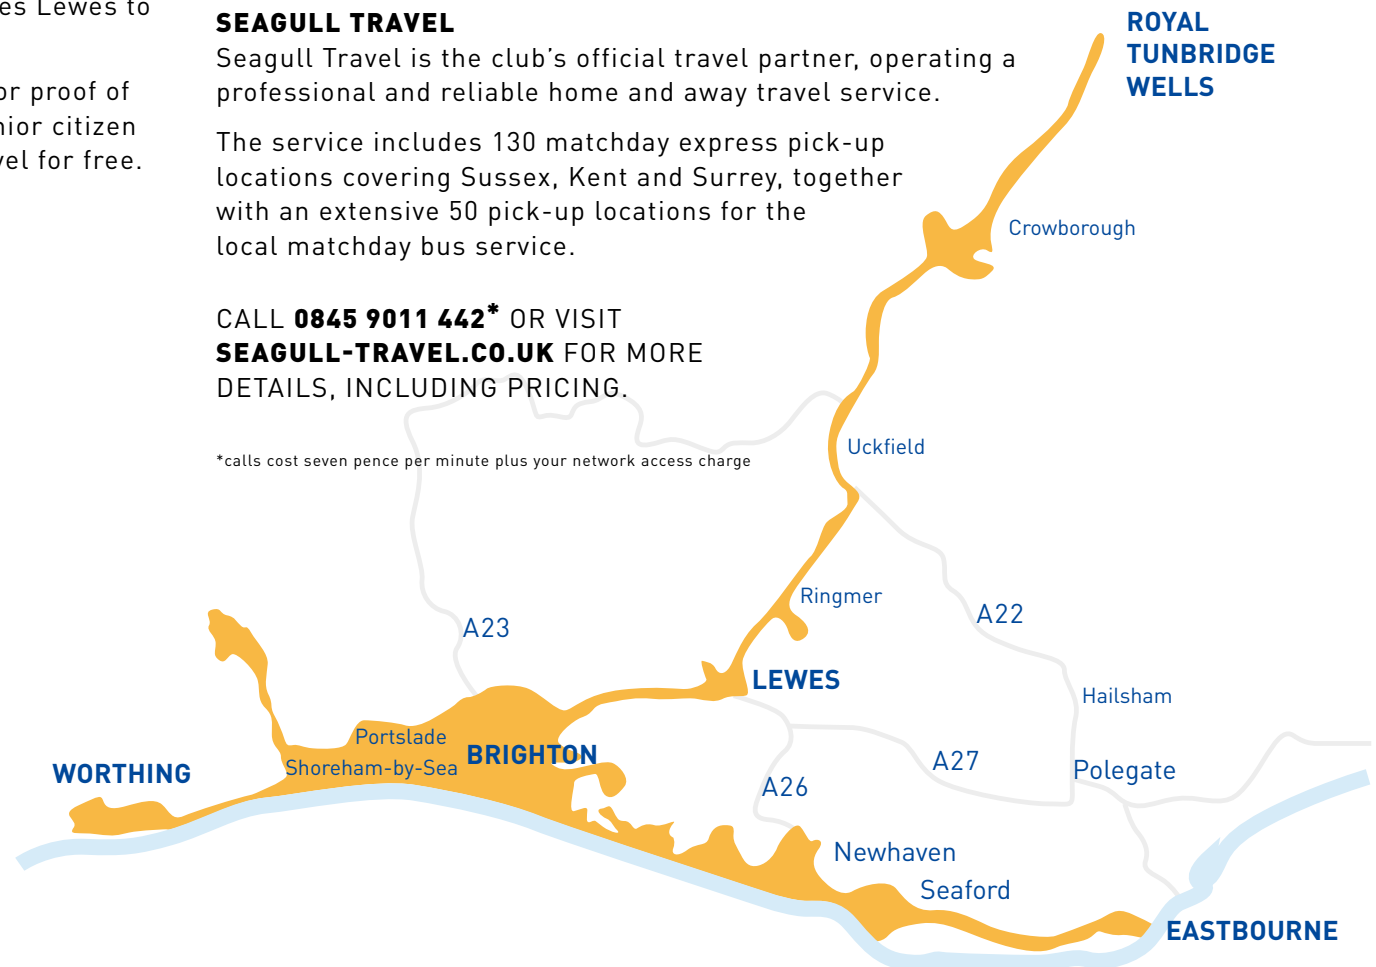 es Lewes to
or proof of
nior citizen
vel for free.
SEAGULL TRAVEL
Seagull Travel is the club’s official travel partner, operating a
professional and reliable home and away travel service.
The service includes 130 matchday express pick-up
locations covering Sussex, Kent and Surrey, together
with an extensive 50 pick-up locations for the
local matchday bus service.
CALL 0845 9011 442* OR VISIT
SEAGULL-TRAVEL.CO.UK FOR MORE
DETAILS, INCLUDING PRICING.
*calls cost seven pence per minute plus your network access charge
ROYAL
TUNBRIDGE
WELLS
Crowborough
Uckfield
Ringmer
A23
A22
LEWES
Hailsham
Portslade
BRIGHTON
Shoreham-by-Sea
WORTHING
A27
Polegate
A26
Newhaven
Seaford
EASTBOURNE